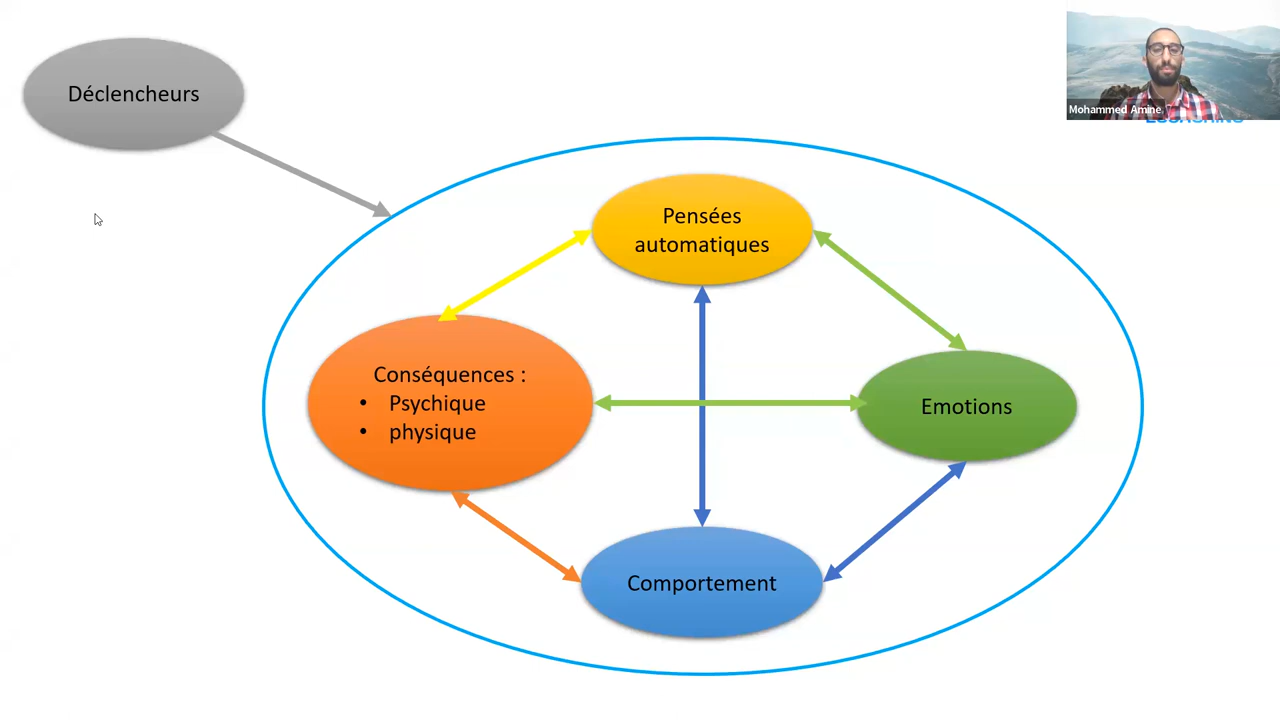 Déclencheurs
Mohammed Amine
Pensées
automatiques
Conséquences :
• Psychique
• physique
Emotions
Comportement